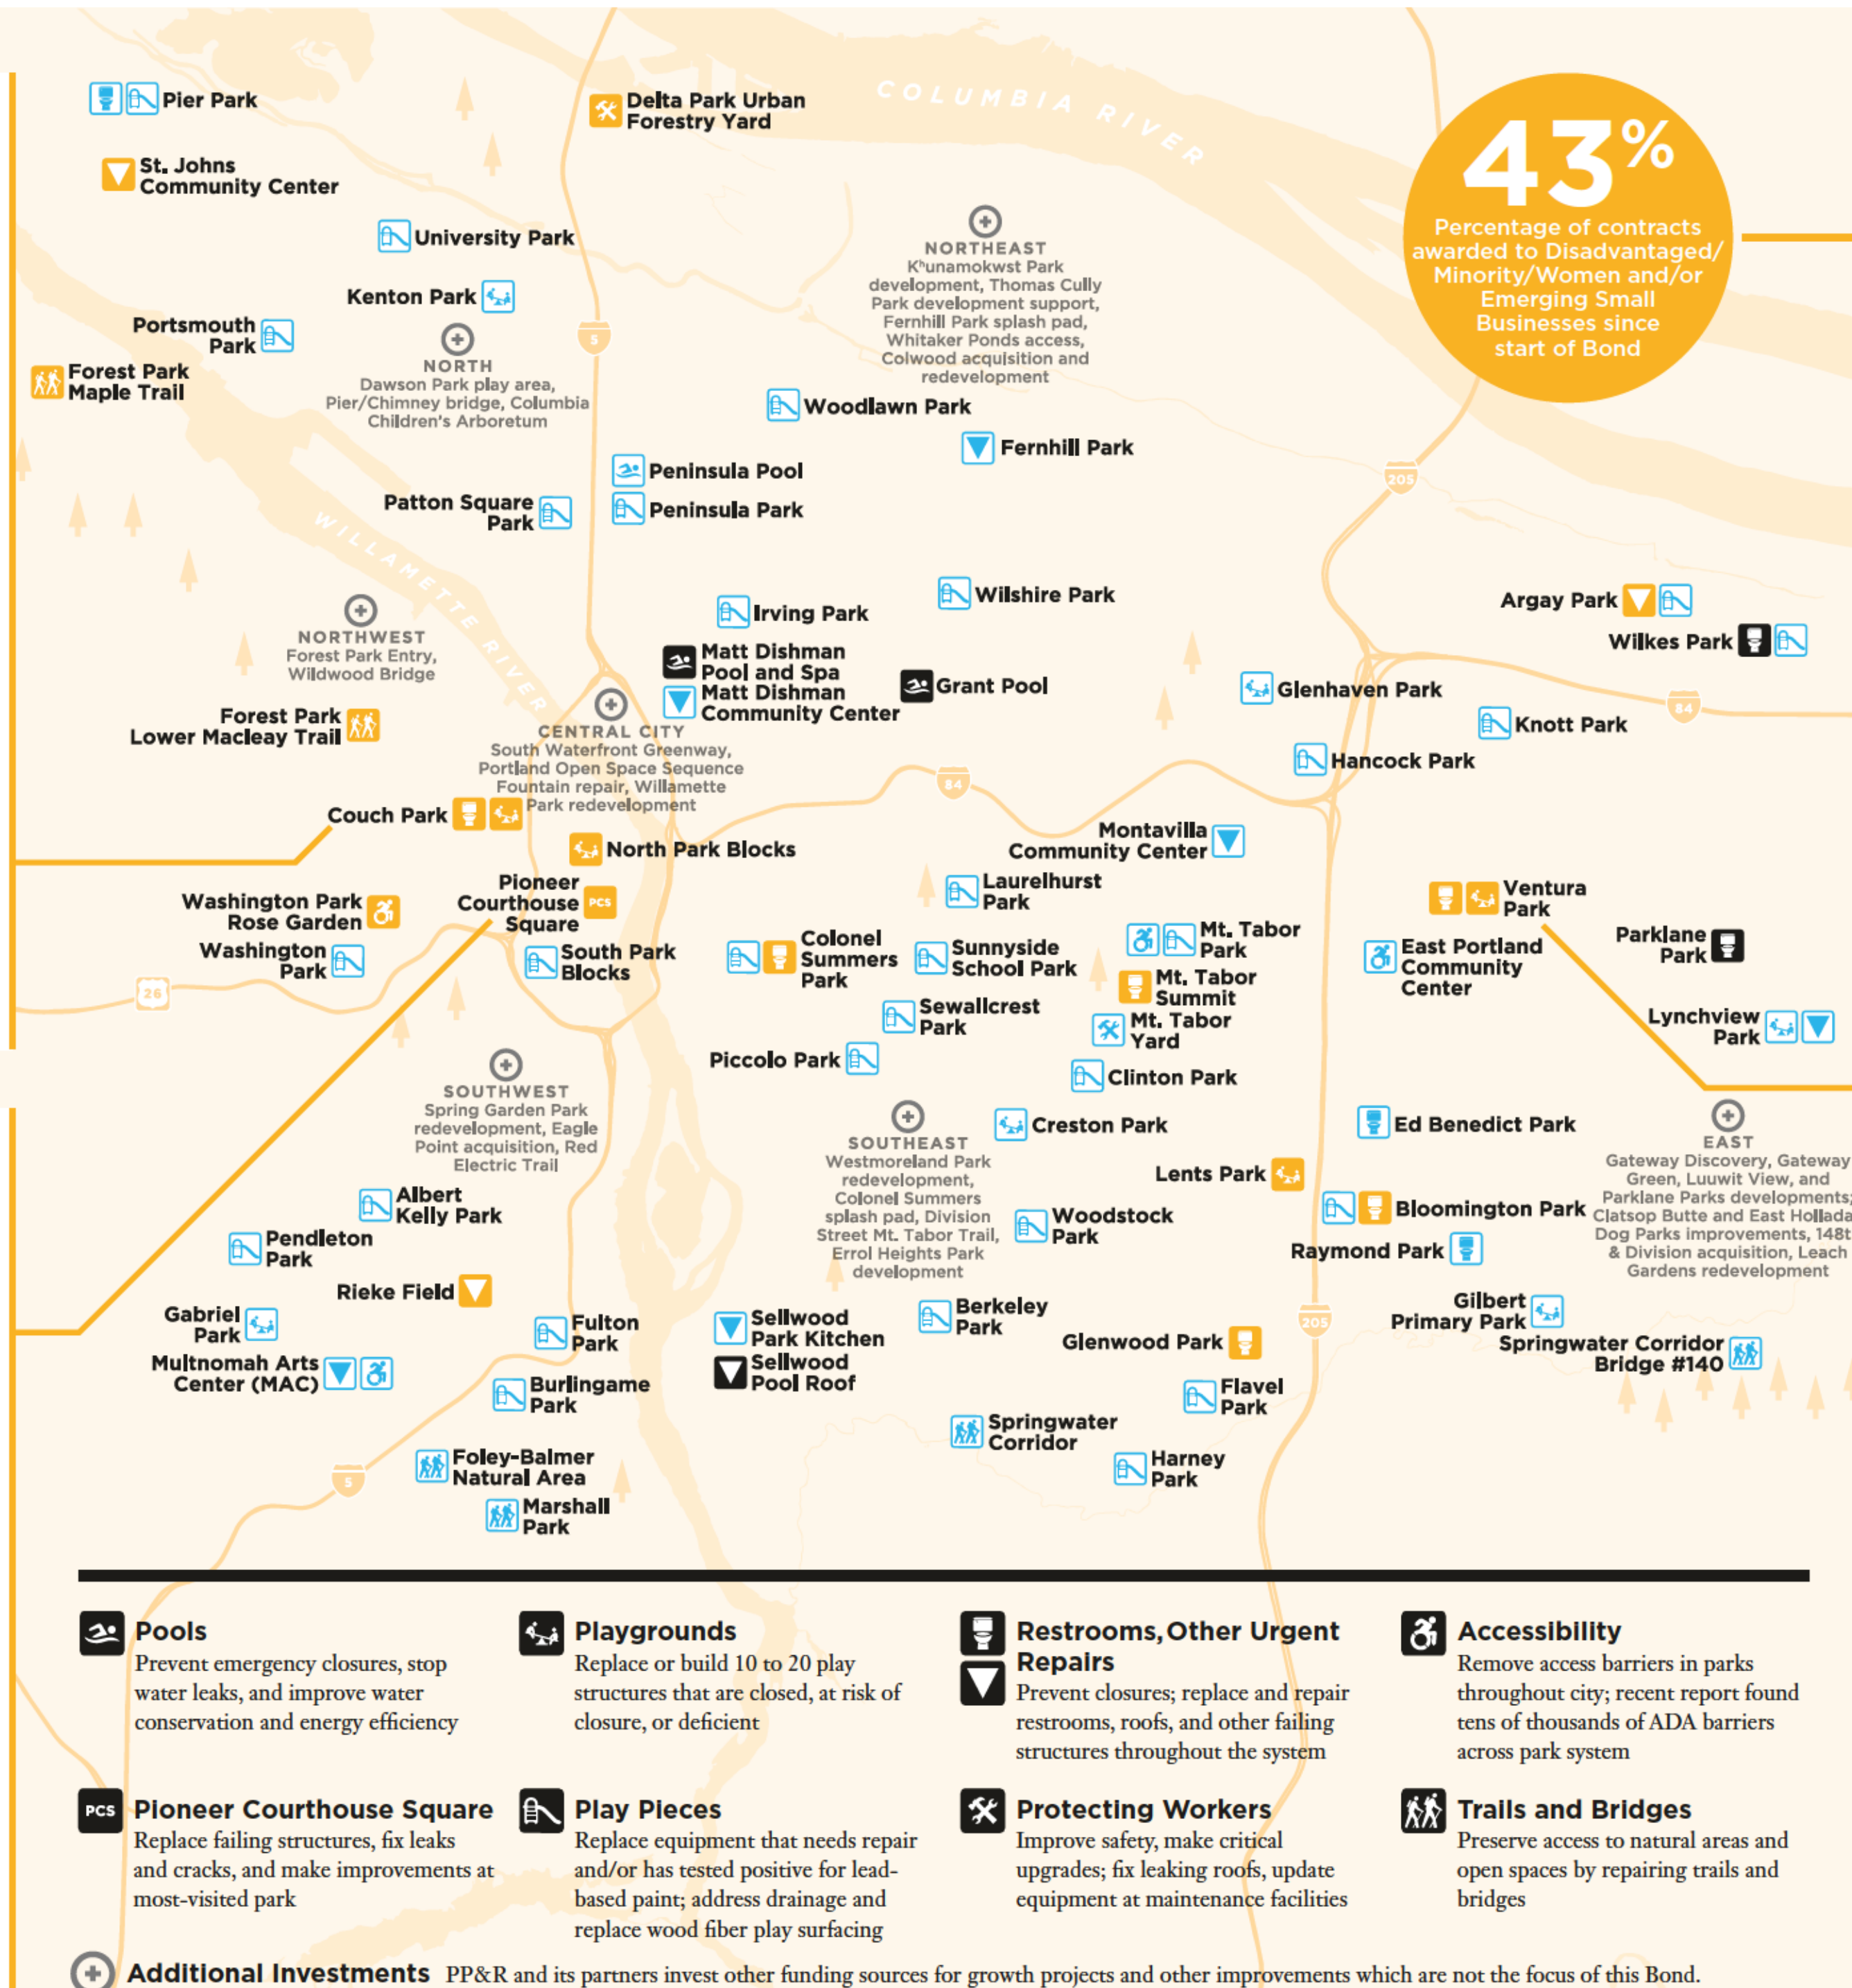 COLUMBIA RIVER
Pier Park
Delta Park Urban
Forestry Yard
43%
Percentage of contracts
awarded to Disadvantaged/
Minority/Women and/or
Emerging Small
Businesses since
start of Bond
St. Johns
Community Center
University Park
NORTHEAST
Kʰunamokwst Park
development, Thomas Cully
Park development support,
Fernhill Park splash pad,
Whitaker Ponds access,
Colwood acquisition and
redevelopment
Kenton Park
Portsmouth
Park
5
NORTH
Dawson Park play area,
Pier/Chimney bridge, Columbia
Children's Arboretum
Forest Park
Maple Trail
Woodlawn Park
Fernhill Park
Peninsula Pool
205
Patton Square
Park
Peninsula Park
WILLAMETTE RIVER
Wilshire Park
Argay Park
Irving Park
NORTHWEST
Forest Park Entry,
Wildwood Bridge
Wilkes Park
Matt Dishman
Pool and Spa
Matt Dishman
Community Center
Grant Pool
Glenhaven Park
84
Forest Park
Lower Macleay Trail
Knott Park
CENTRAL CITY
South Waterfront Greenway,
Portland Open Space Sequence
Fountain repair, Willamette
Park redevelopment
Hancock Park
84
Couch Park
North Park Blocks
Montavilla
Community Center
Pioneer
Courthouse
Square
PCS
Laurelhurst
Park
Ventura
Park
Washington Park
Rose Garden
Washington
Park
South Park
Blocks
Colonel
Summers
Park
Sunnyside
School Park
Mt. Tabor
Park
East Portland
Community
Center
Parklane
Park
26
Mt. Tabor
Summit
Sewallcrest
Park
Mt. Tabor
Yard
Lynchview
Park
Piccolo Park
Clinton Park
SOUTHWEST
Spring Garden Park
redevelopment, Eagle
Point acquisition, Red
Electric Trail
SOUTHEAST
Westmoreland Park
redevelopment,
Colonel Summers
splash pad, Division
Street Mt. Tabor Trail,
Errol Heights Park
development
Creston Park
Ed Benedict Park
EAST
Gateway Discovery, Gateway
Green, Luuwit View, and
Parklane Parks developments;
Clatsop Butte and East Hollada
Dog Parks improvements, 148t
& Division acquisition, Leach
Gardens redevelopment
Lents Park
Albert
Kelly Park
Woodstock
Park
Bloomington Park
Pendleton
Park
Raymond Park
Rieke Field
Gabriel
Park
Fulton
Park
Sellwood
Park Kitchen
Berkeley
Park
Glenwood Park
205
Gilbert
Primary Park
Springwater Corridor
Bridge #140
Multnomah Arts
Center (MAC)
Sellwood
Pool Roof
Burlingame
Park
Flavel
Park
Springwater
Corridor
Foley-Balmer
Natural Area
Harney
Park
5
Marshall
Park
Pools
Prevent emergency closures, stop
water leaks, and improve water
conservation and energy efficiency
Playgrounds
Replace or build 10 to 20 play
structures that are closed, at risk of
closure, or deficient
Restrooms, Other Urgent
Repairs
Prevent closures; replace and repair
restrooms, roofs, and other failing
structures throughout the system
Accessibility
Remove access barriers in parks
throughout city; recent report found
tens of thousands of ADA barriers
across park system
PCS
Pioneer Courthouse Square
Replace failing structures, fix leaks
and cracks, and make improvements at
most-visited park
Play Pieces
Replace equipment that needs repair
and/or has tested positive for lead-
based paint; address drainage and
replace wood fiber play surfacing
Protecting Workers
Improve safety, make critical
upgrades; fix leaking roofs, update
equipment at maintenance facilities
Trails and Bridges
Preserve access to natural areas and
open spaces by repairing trails and
bridges
Additional Investments PP&R and its partners invest other funding sources for growth projects and other improvements which are not the focus of this Bond.